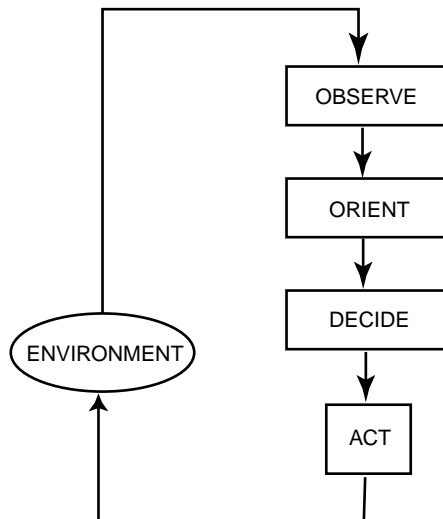 OBSERVE
ORIENT
DECIDE
ENVIRONMENT
ACT